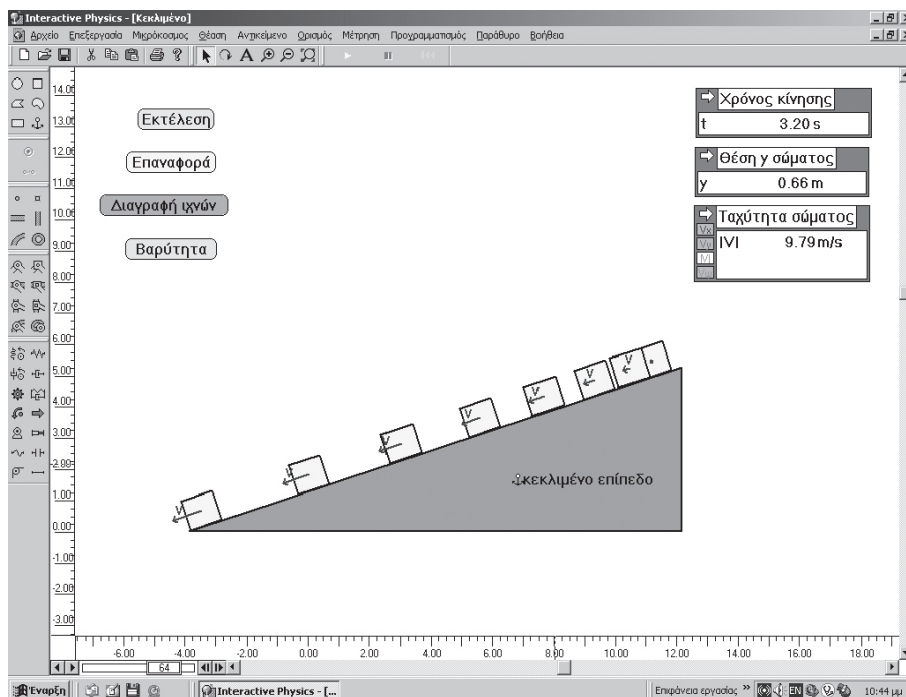 Interactive Physics - [Κεκλιμένο]
Αρχείο Επεξεργασία Μικρόκοσμος Θέαση Αντικείμενο Ορισμός Μέτρηση Προγραμματισμός Παράθυρο Βοήθεια
14.00
13.00
12.00
11.00
10.00
9.00
8.00
7.00
6.00
5.00
4.00
3.00
2.00
1.00
0.00
-1.00
-2.00
-3.00
Εκτέλεση
Επαναφορά
Διαγραφή ιχνών
Βαρύτητα
Χρόνος κίνησης
t 3.20 s
Θέση y σώματος
y 0.66 m
Ταχύτητα σώματος
Vx
Vy
|V|
|V| 9.79 m/s
V V V V V V V
κεκλιμένο επίπεδο
-6.00 -4.00 -2.00 0.00 2.00 4.00 6.00 8.00 10.00 12.00 14.00 16.00 18.00
64
Έναρξη
Interactive Physics - [...
Επιφάνεια εργασίας »
EN
10:44 μμ